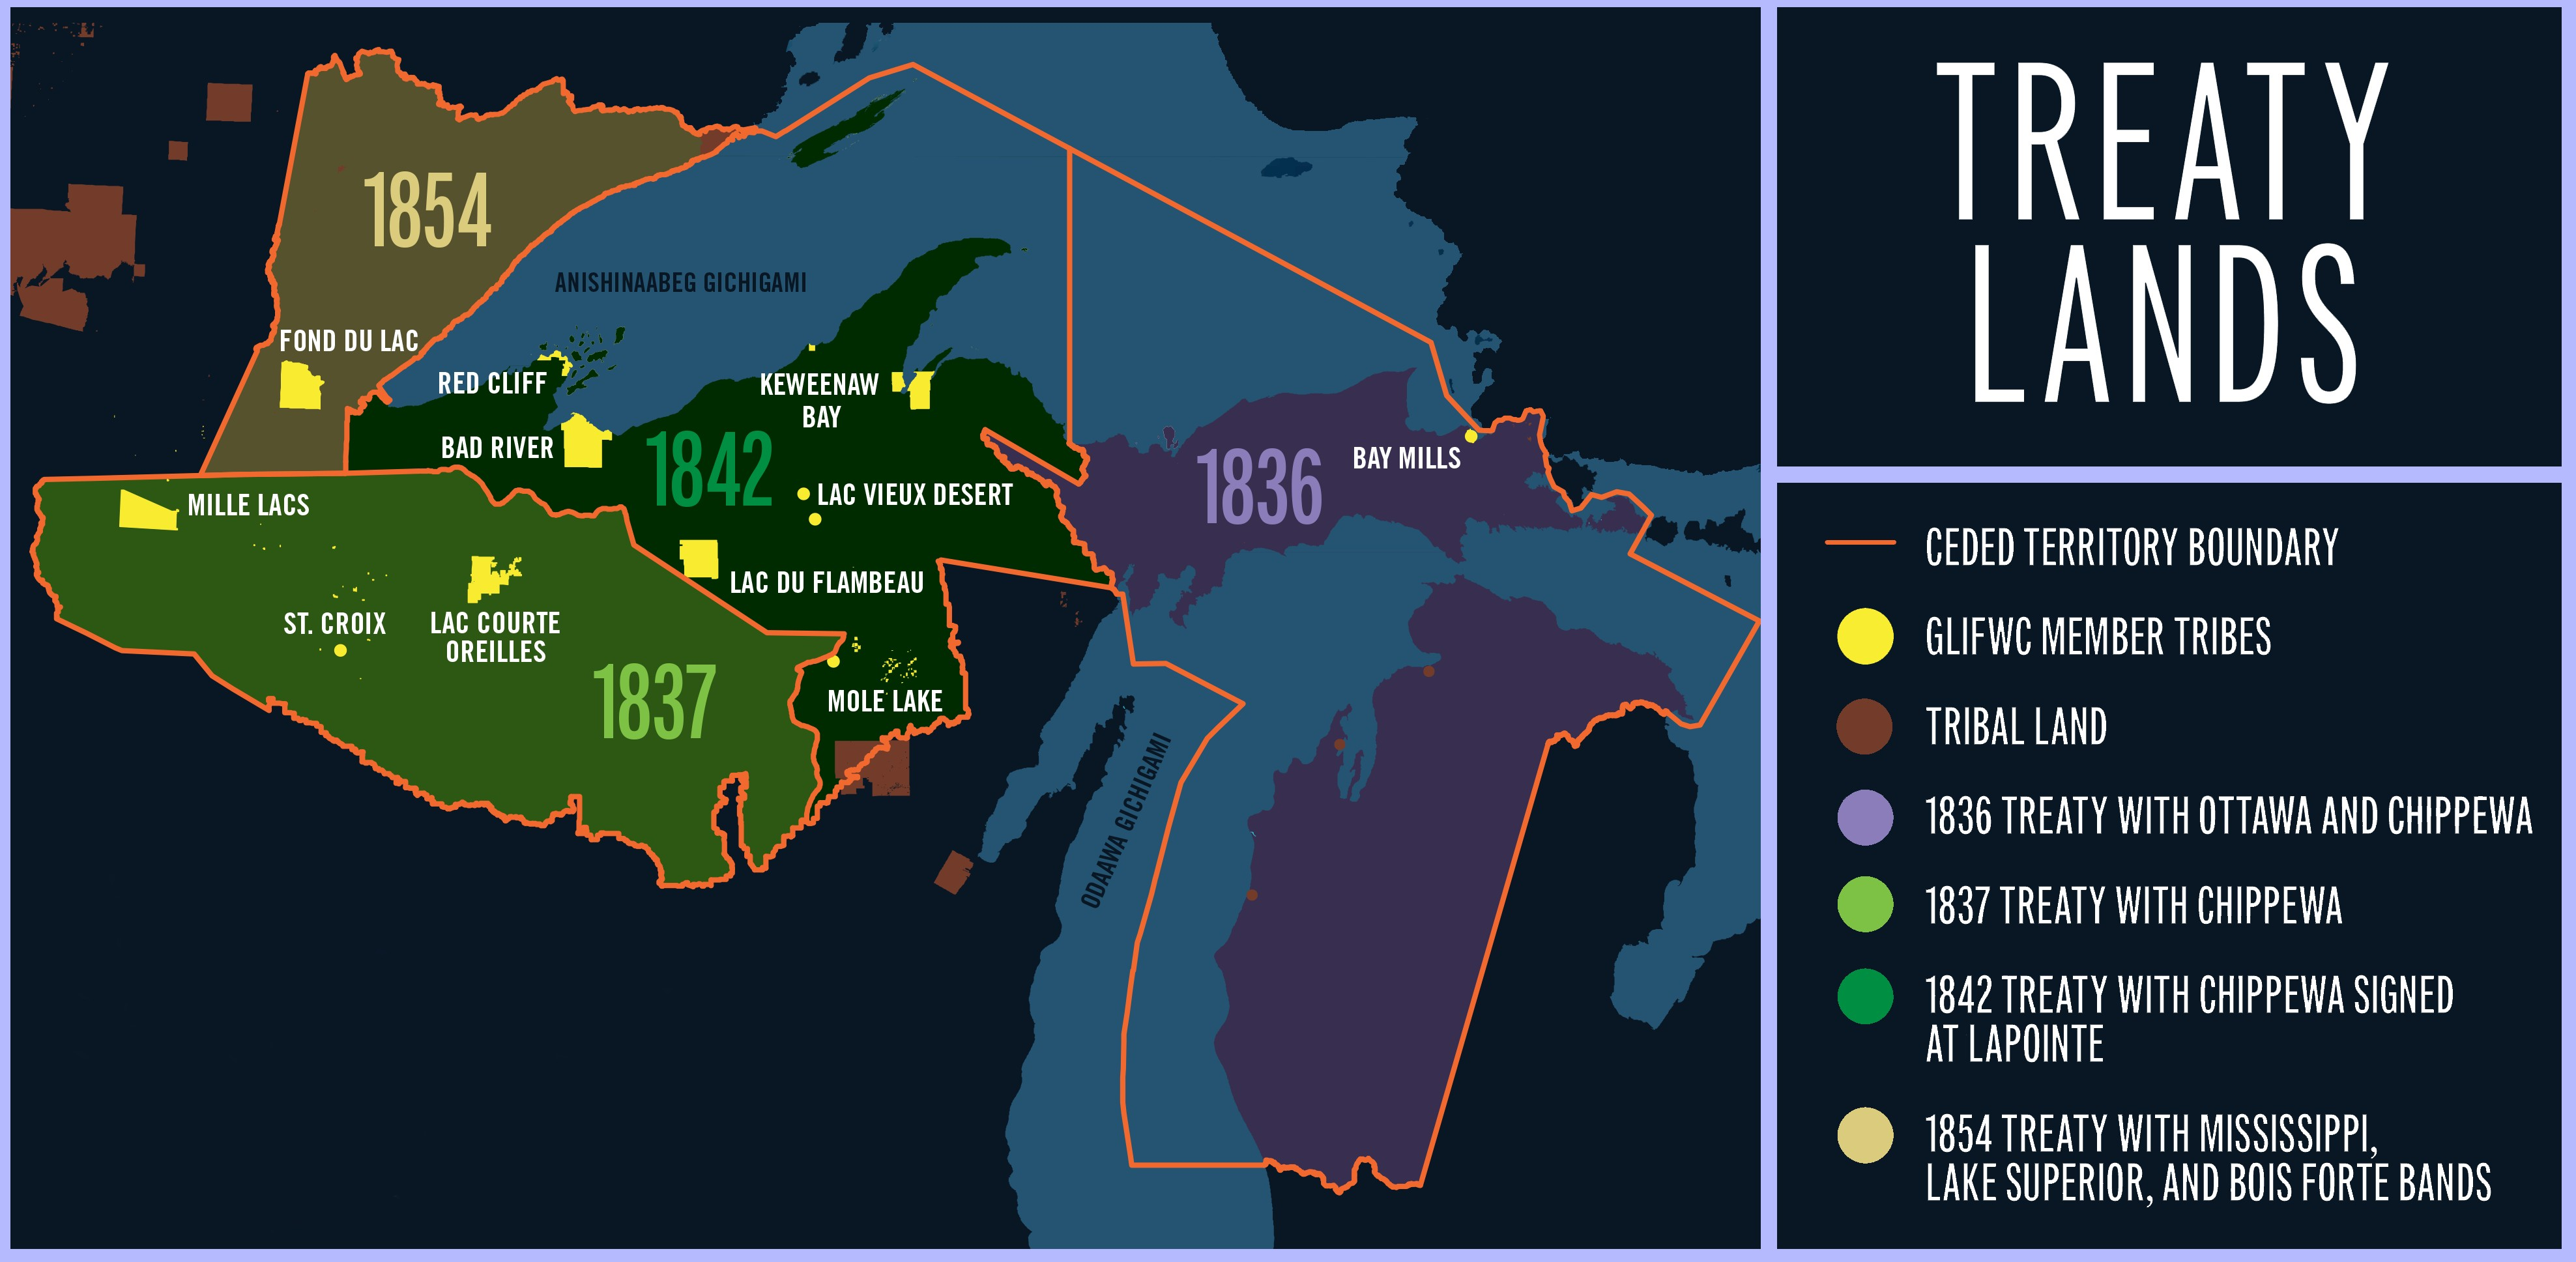 TREATY
LANDS
1854
ANISHINAABEG GICHIGAMI
FOND DU LAC
RED CLIFF
KEWEENAW
BAY
BAD RIVER
1842
1836
BAY MILLS
LAC VIEUX DESERT
MILLE LACS
LAC DU FLAMBEAU
ST. CROIX
LAC COURTE
OREILLES
1837
MOLE LAKE
ODAAWA GICHIGAMI
CEDED TERRITORY BOUNDARY
GLIFWC MEMBER TRIBES
TRIBAL LAND
1836 TREATY WITH OTTAWA AND CHIPPEWA
1837 TREATY WITH CHIPPEWA
1842 TREATY WITH CHIPPEWA SIGNED
AT LAPOINTE
1854 TREATY WITH MISSISSIPPI,
LAKE SUPERIOR, AND BOIS FORTE BANDS